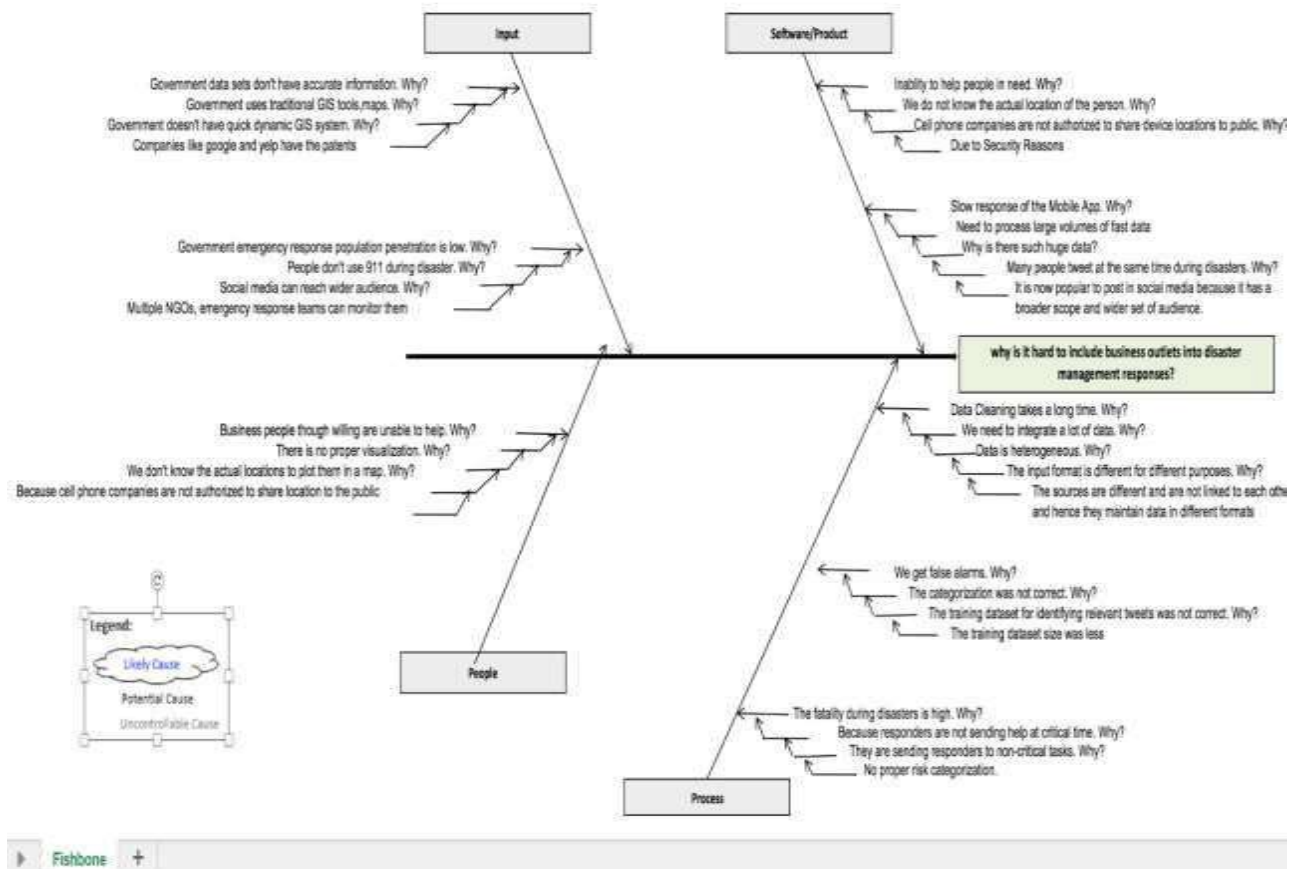 Input
Government data sets don't have accurate information. Why?
Government uses traditional GIS tools,maps. Why?
Government doesn't have quick dynamic GIS system. Why?
Companies like google and yelp have the patents
Government emergency response population penetration is low. Why?
People don't use 911 during disaster. Why?
Social media can reach wider audience. Why?
Multiple NGOs, emergency response teams can monitor them
Software/Product
Inablity to help people in need. Why?
We do not know the actual location of the person. Why?
Cell phone companies are not authorized to share device locations to public. Why?
Due to Security Reasons
Slow response of the Mobile App. Why?
Need to process large volumes of fast data
Why is there such huge data?
Many people tweet at the same time during disasters. Why?
It is now popular to post in social media because it has a
broader scope and wider set of audience.
why is it hard to include business outlets into disaster
management responses?
Business people though willing are unable to help. Why?
There is no proper visualization. Why?
We don't know the actual locations to plot them in a map. Why?
Because cell phone companies are not authorized to share location to the public
People
Data Cleaning takes a long time. Why?
We need to integrate a lot of data. Why?
Data is heterogeneous. Why?
The input format is different for different purposes. Why?
The sources are different and are not linked to each othe
and hence they maintain data in different formats
We get false alarms. Why?
The categorization was not correct. Why?
The training dataset for identifying relevant tweets was not correct. Why?
The training dataset size was less
The fatality during disasters is high. Why?
Because responders are not sending help at critical time. Why?
They are sending responders to non-critical tasks. Why?
No proper risk categorization.
Process
Legend:
Likely Cause
Potential Cause
Uncontrollable Cause
Fishbone